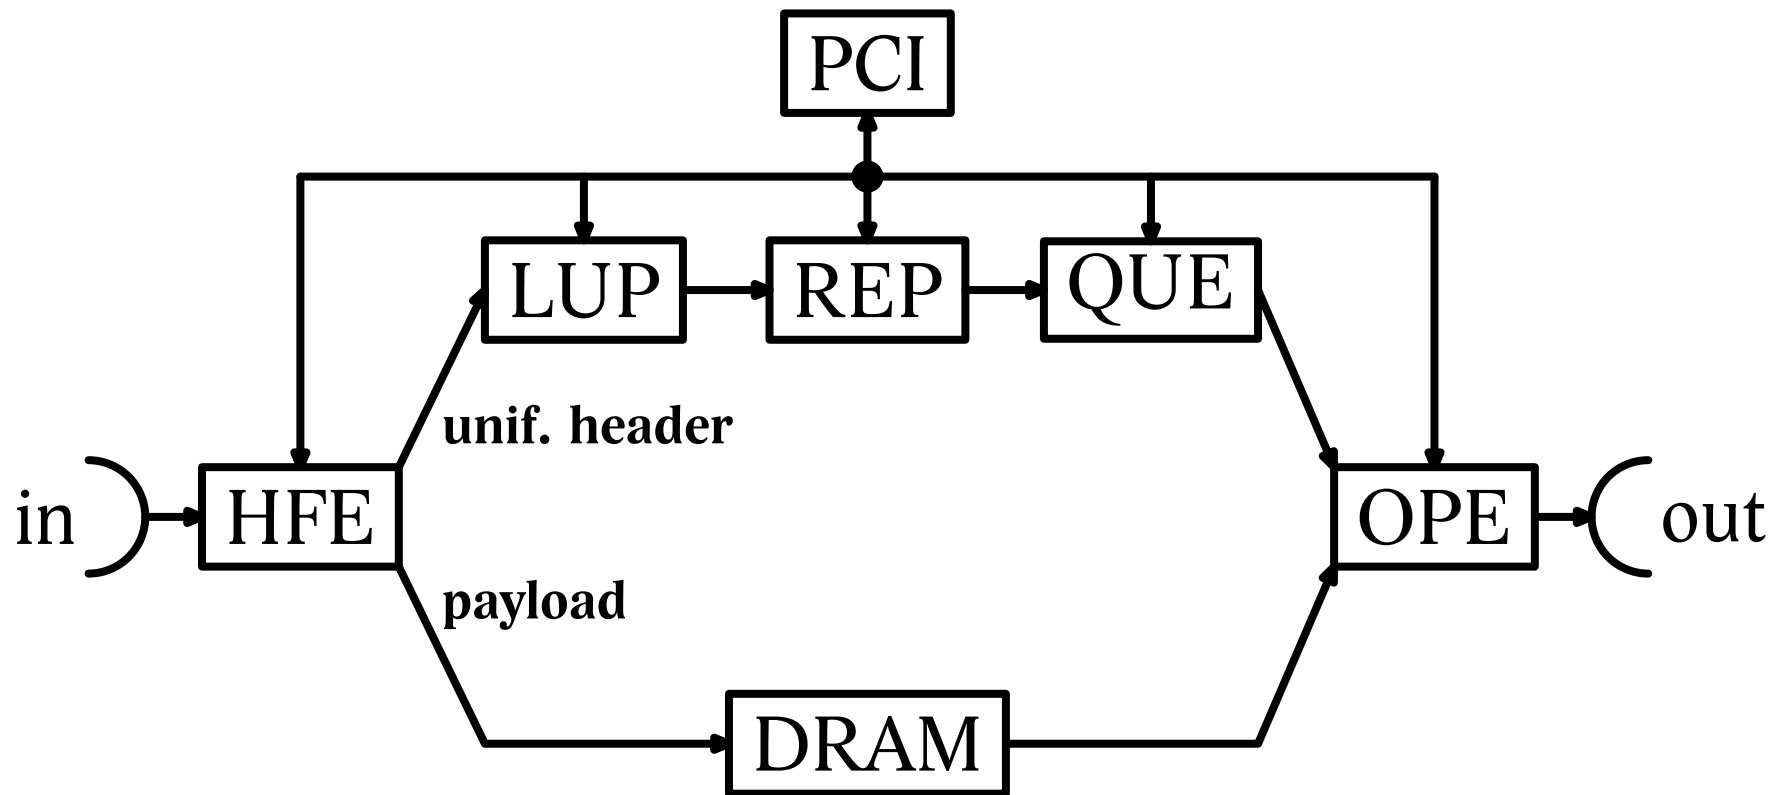 PCI
LUP
REP
QUE
unif. header
in
HFE
OPE
out
payload
DRAM